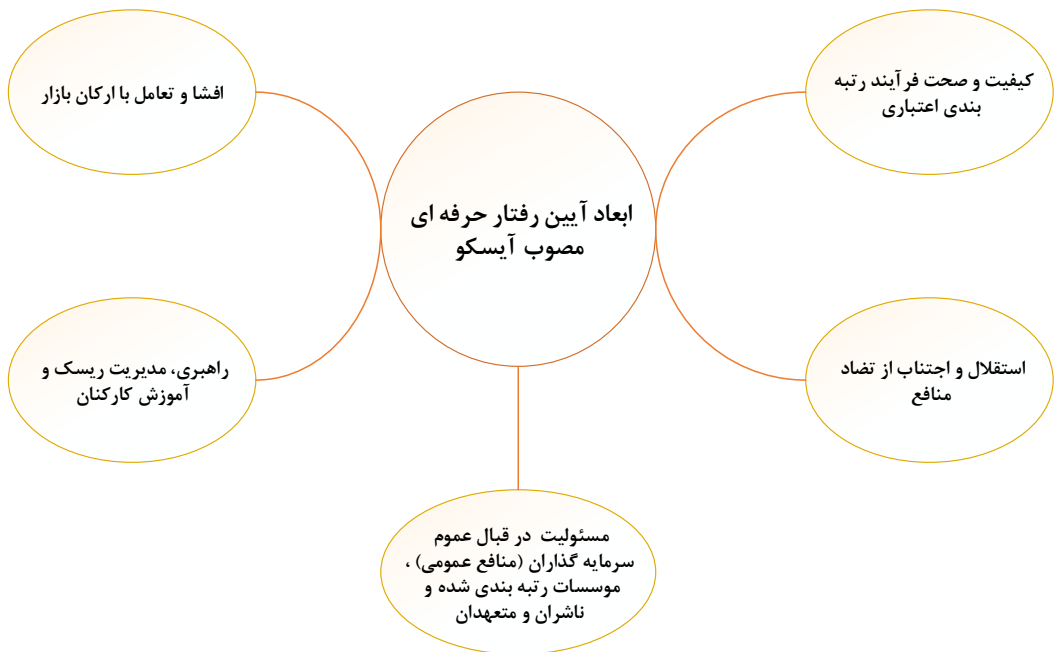 کیفیت و صحت فرآیند رتبه
بندی اعتباری
افشا و تعامل با ارکان بازار
ابعاد آیین رفتار حرفه ای
مصوب آیسکو
استقلال و اجتناب از تضاد
منافع
راهبری، مدیریت ریسک و
آموزش کارکنان
مسئولیت در قبال عموم
سرمایه گذاران (منافع عمومی) ،
موسسات رتبه بندی شده و
ناشران و متعهدان